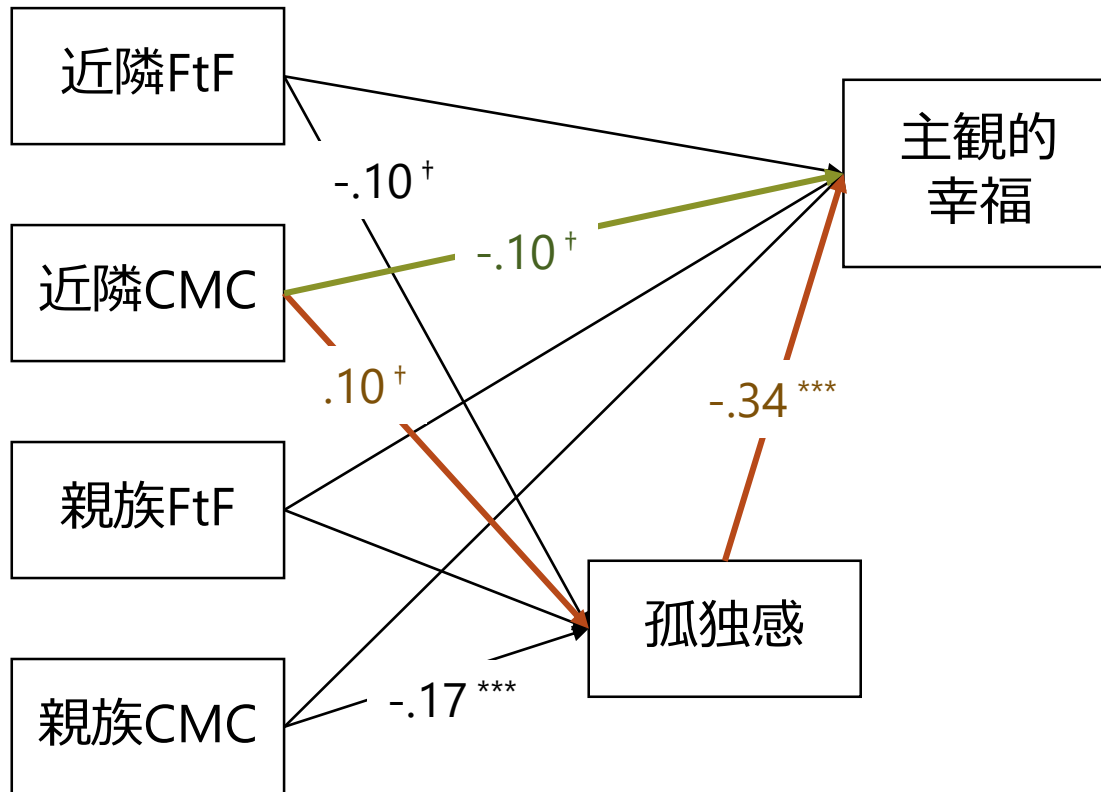 近隣FtF
主観的
幸福
-.10 †
近隣CMC
-.10 †
.10 †
-.34 ***
親族FtF
孤独感
親族CMC
-.17 ***